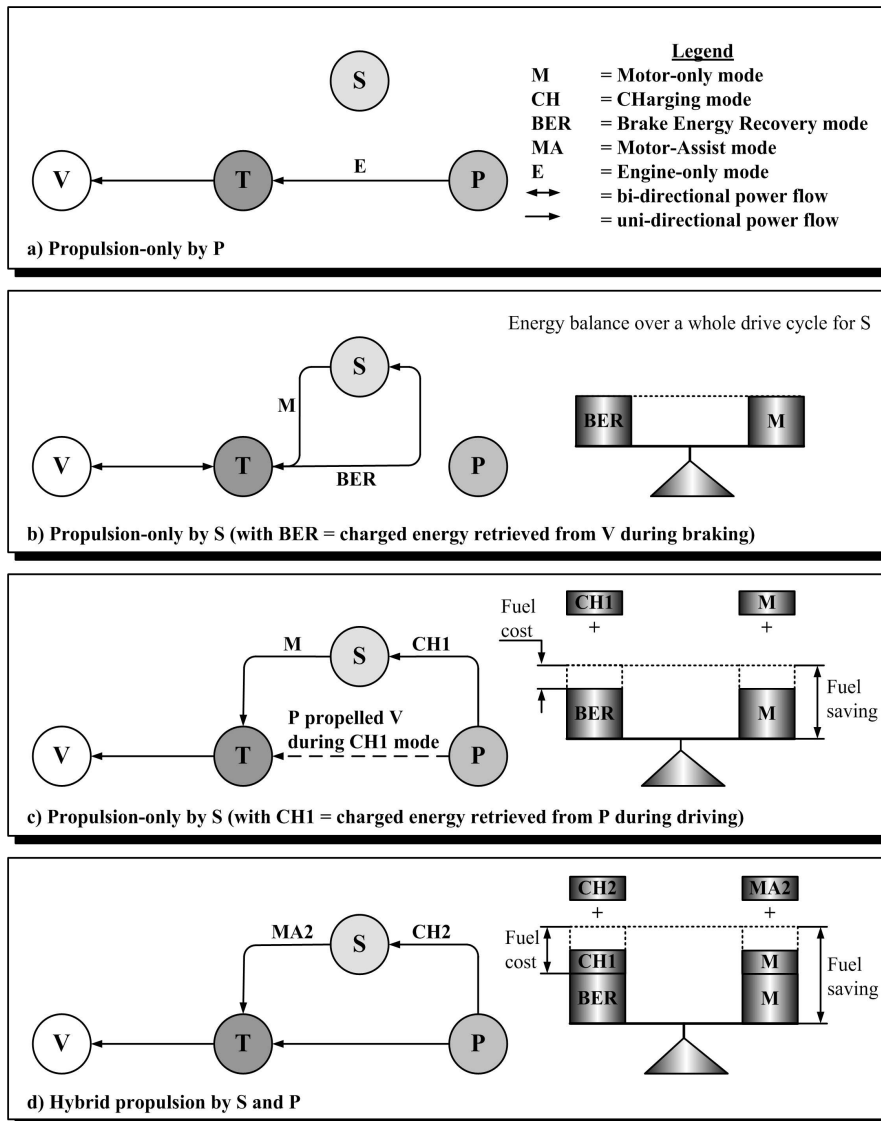 S
V
E
T
P
Legend
M = Motor-only mode
CH = CHarging mode
BER = Brake Energy Recovery mode
MA = Motor-Assist mode
E = Engine-only mode
= bi-directional power flow
= uni-directional power flow
a) Propulsion-only by P
Energy balance over a whole drive cycle for S
S
M
V
T
BER
P
BER
M
b) Propulsion-only by S (with BER = charged energy retrieved from V during braking)
M
S
CH1
P propelled V
during CH1 mode
V
T
P
Fuel
cost
CH1
+
M
+
BER
M
Fuel
saving
c) Propulsion-only by S (with CH1 = charged energy retrieved from P during driving)
MA2
S
CH2
V
T
P
CH2
+
MA2
+
Fuel
cost
CH1
BER
M
M
Fuel
saving
d) Hybrid propulsion by S and P